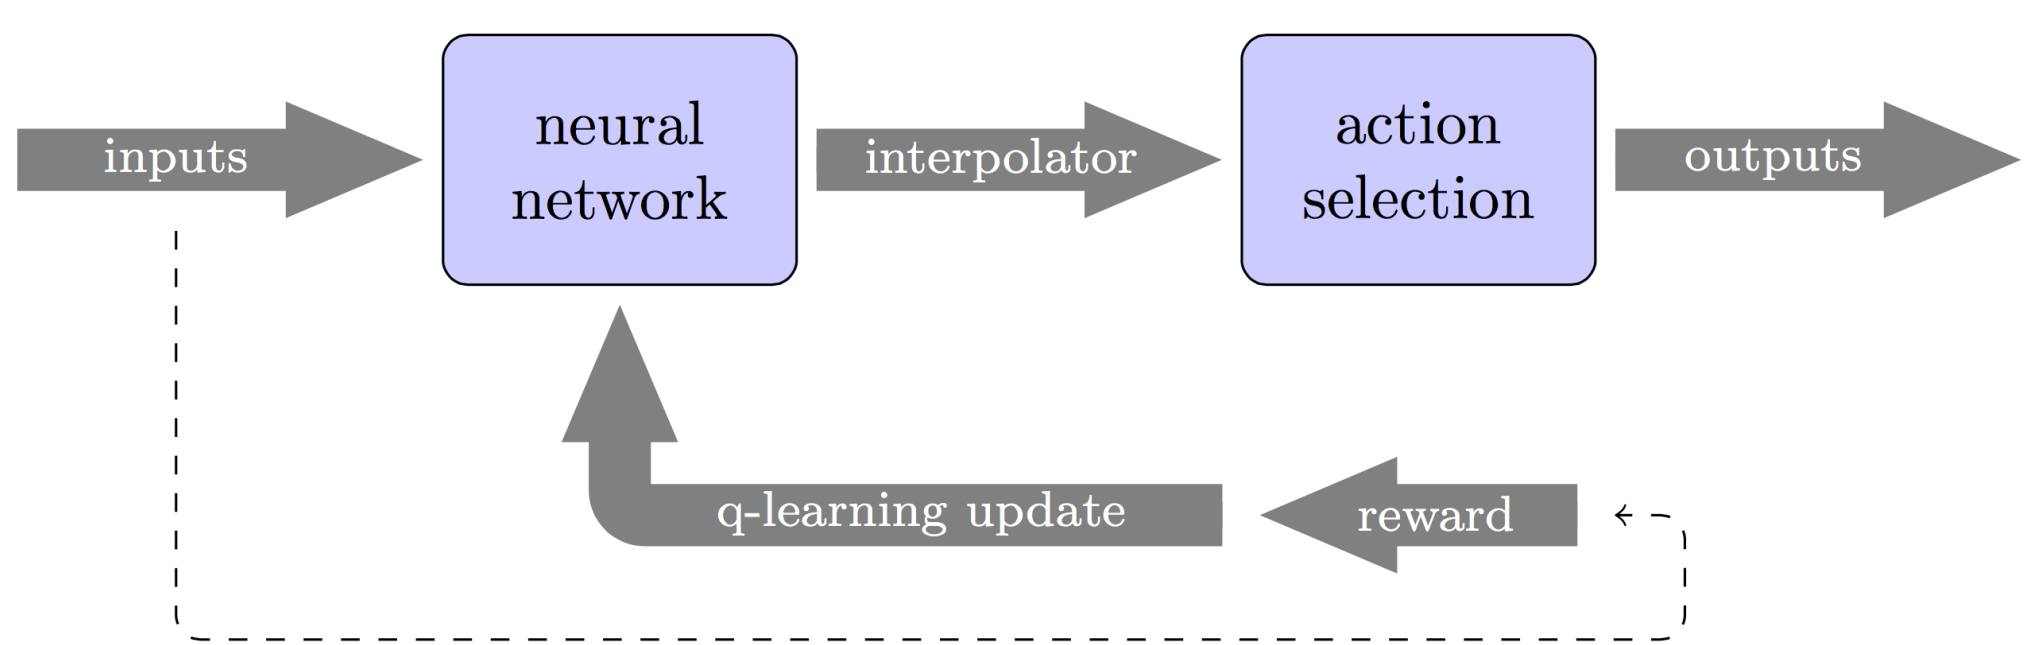 inputs
neural
network
interpolator
action
selection
outputs
q-learning update
reward